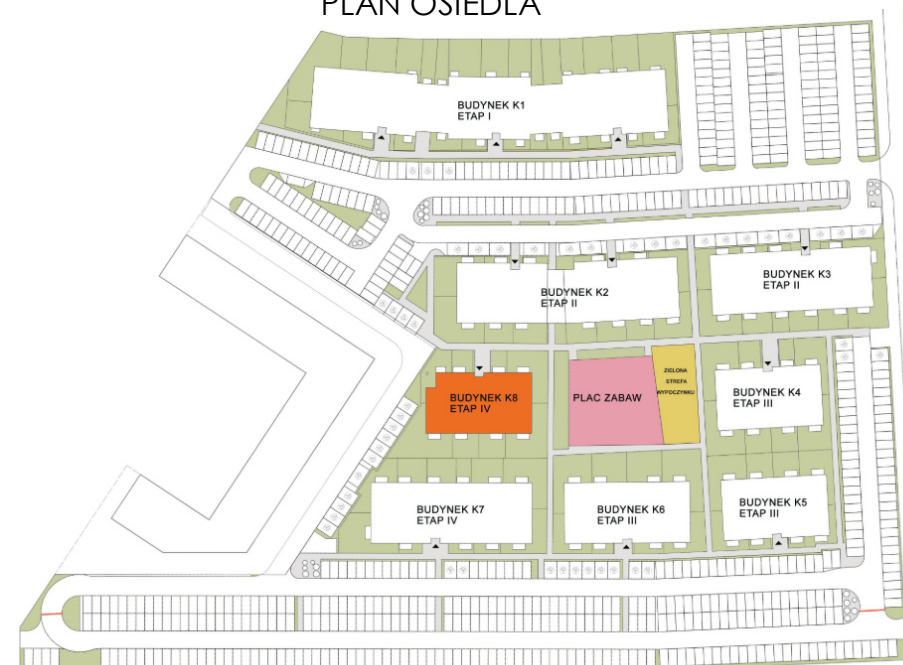 PLAN OSIEDLA
BUDYNEK K1
ETAP I
BUDYNEK K2
ETAP II
BUDYNEK K3
ETAP II
BUDYNEK K8
ETAP IV
PLAC ZABAW
ZIELONA
STREFA
WYPOCZYNKU
BUDYNEK K4
ETAP III
BUDYNEK K7
ETAP IV
BUDYNEK K6
ETAP III
BUDYNEK K5
ETAP III